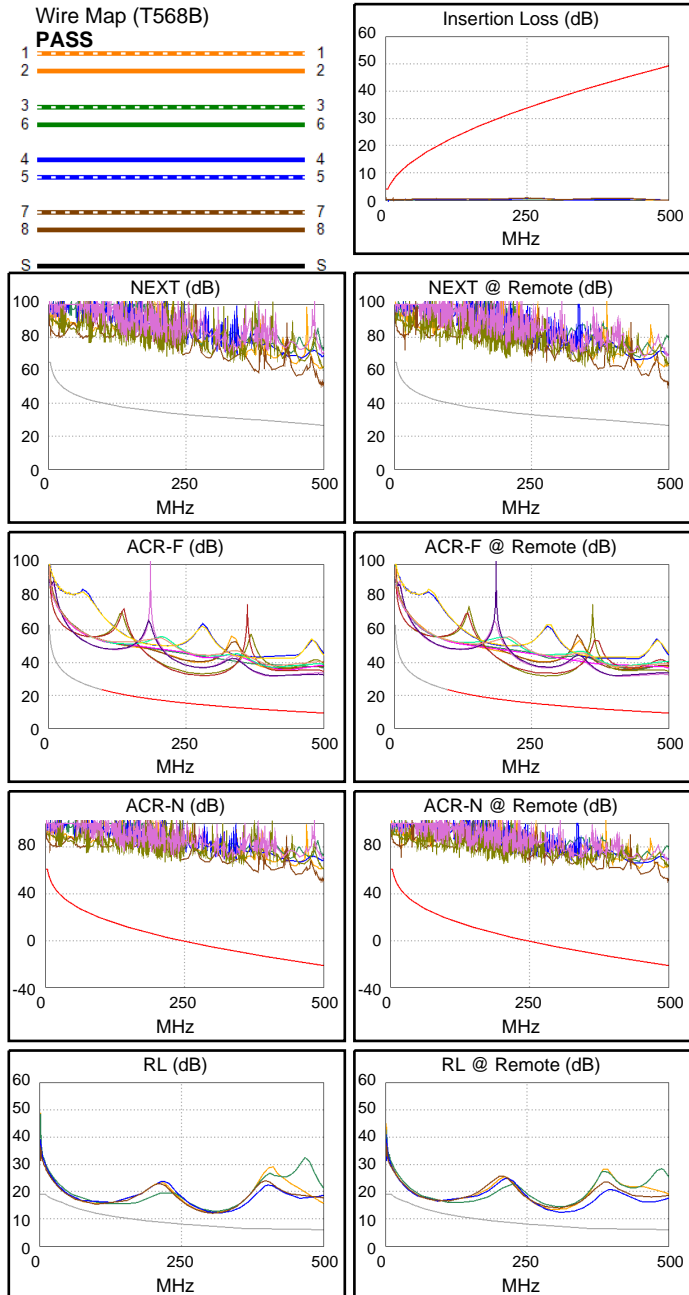 Wire Map (T568B)
PASS
1 1
2 2
3 3
6 6
4 4
5 5
7 7
8 8
S S
Insertion Loss (dB)
60
50
40
30
20
10
0
0 250 500
MHz
NEXT (dB)
100
80
60
40
20
0
0 250 500
MHz
NEXT @ Remote (dB)
100
80
60
40
20
0
0 250 500
MHz
ACR-F (dB)
100
80
60
40
20
0
0 250 500
MHz
ACR-F @ Remote (dB)
100
80
60
40
20
0
0 250 500
MHz
ACR-N (dB)
80
40
0
-40
0 250 500
MHz
ACR-N @ Remote (dB)
80
40
0
-40
0 250 500
MHz
RL (dB)
60
50
40
30
20
10
0
0 250 500
MHz
RL @ Remote (dB)
60
50
40
30
20
10
0
0 250 500
MHz